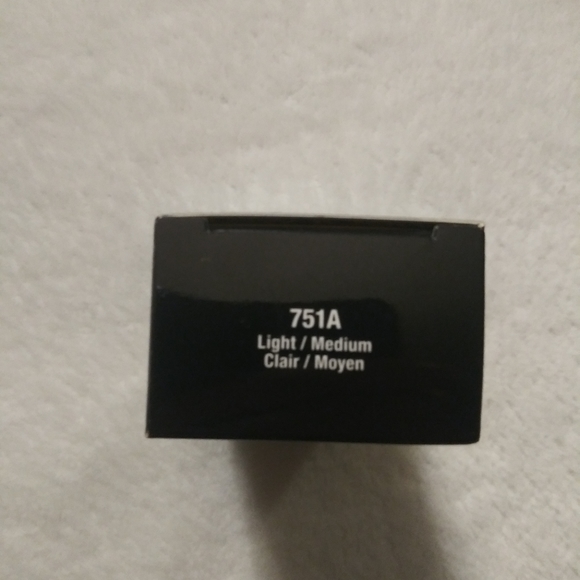 751A
Light / Medium
Clair / Moyen